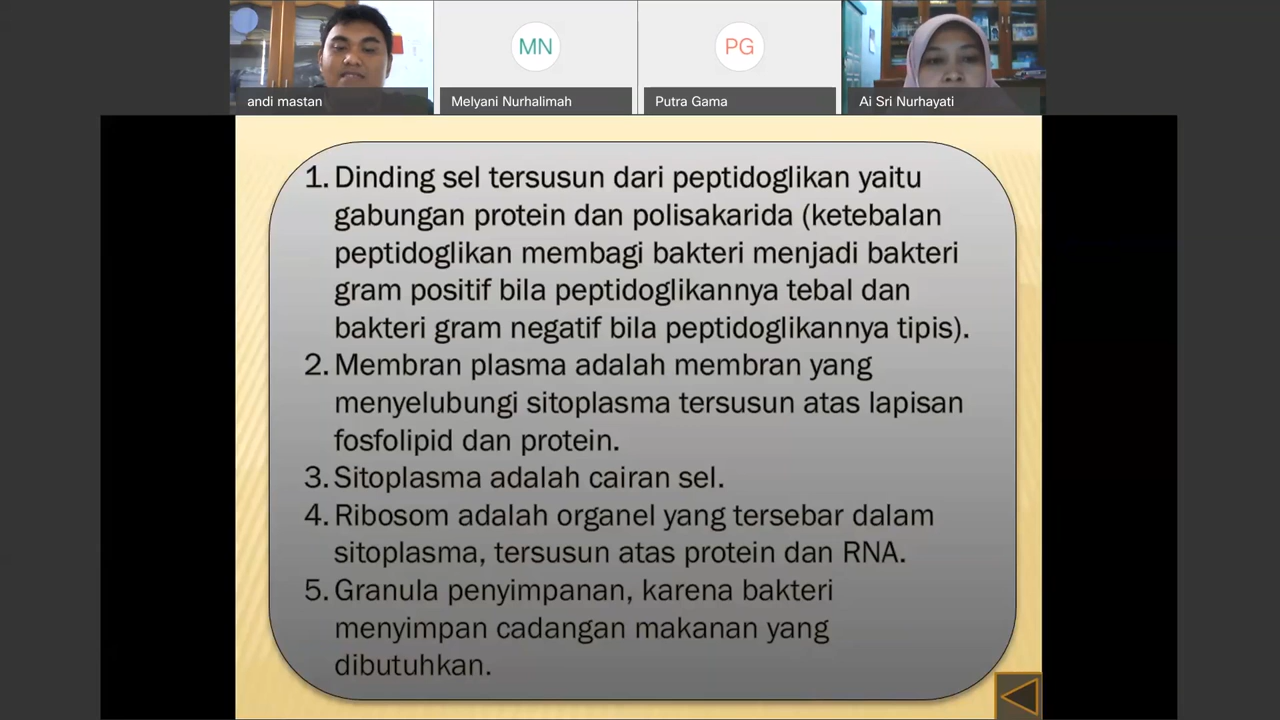 MN
PG
andi mastan
Melyani Nurhalimah
Putra Gama
Ai Sri Nurhayati
1. Dinding sel tersusun dari peptidoglikan yaitu
gabungan protein dan polisakarida (ketebalan
peptidoglikan membagi bakteri menjadi bakteri
gram positif bila peptidoglikannya tebal dan
bakteri gram negatif bila peptidoglikannya tipis).
2. Membran plasma adalah membran yang
menyelubungi sitoplasma tersusun atas lapisan
fosfolipid dan protein.
3. Sitoplasma adalah cairan sel.
4. Ribosom adalah organel yang tersebar dalam
sitoplasma, tersusun atas protein dan RNA.
5. Granula penyimpanan, karena bakteri
menyimpan cadangan makanan yang
dibutuhkan.